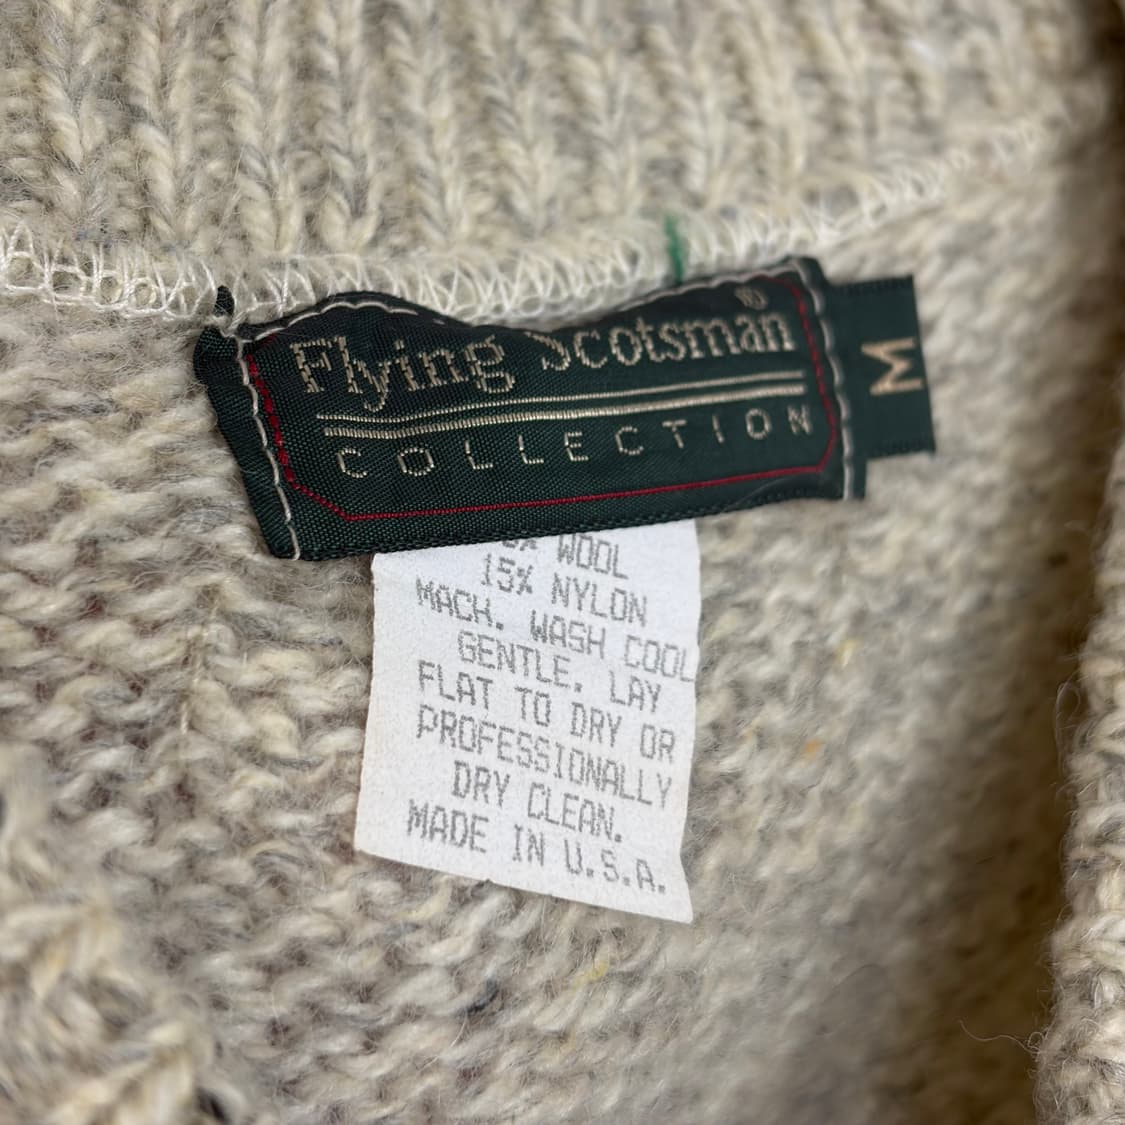 Flying Scotsman ®
COLLECTION
M
WOOL
15% NYLON
MACH. WASH COOL
GENTLE. LAY
FLAT TO DRY OR
PROFESSIONALLY
DRY CLEAN.
MADE IN U.S.A.